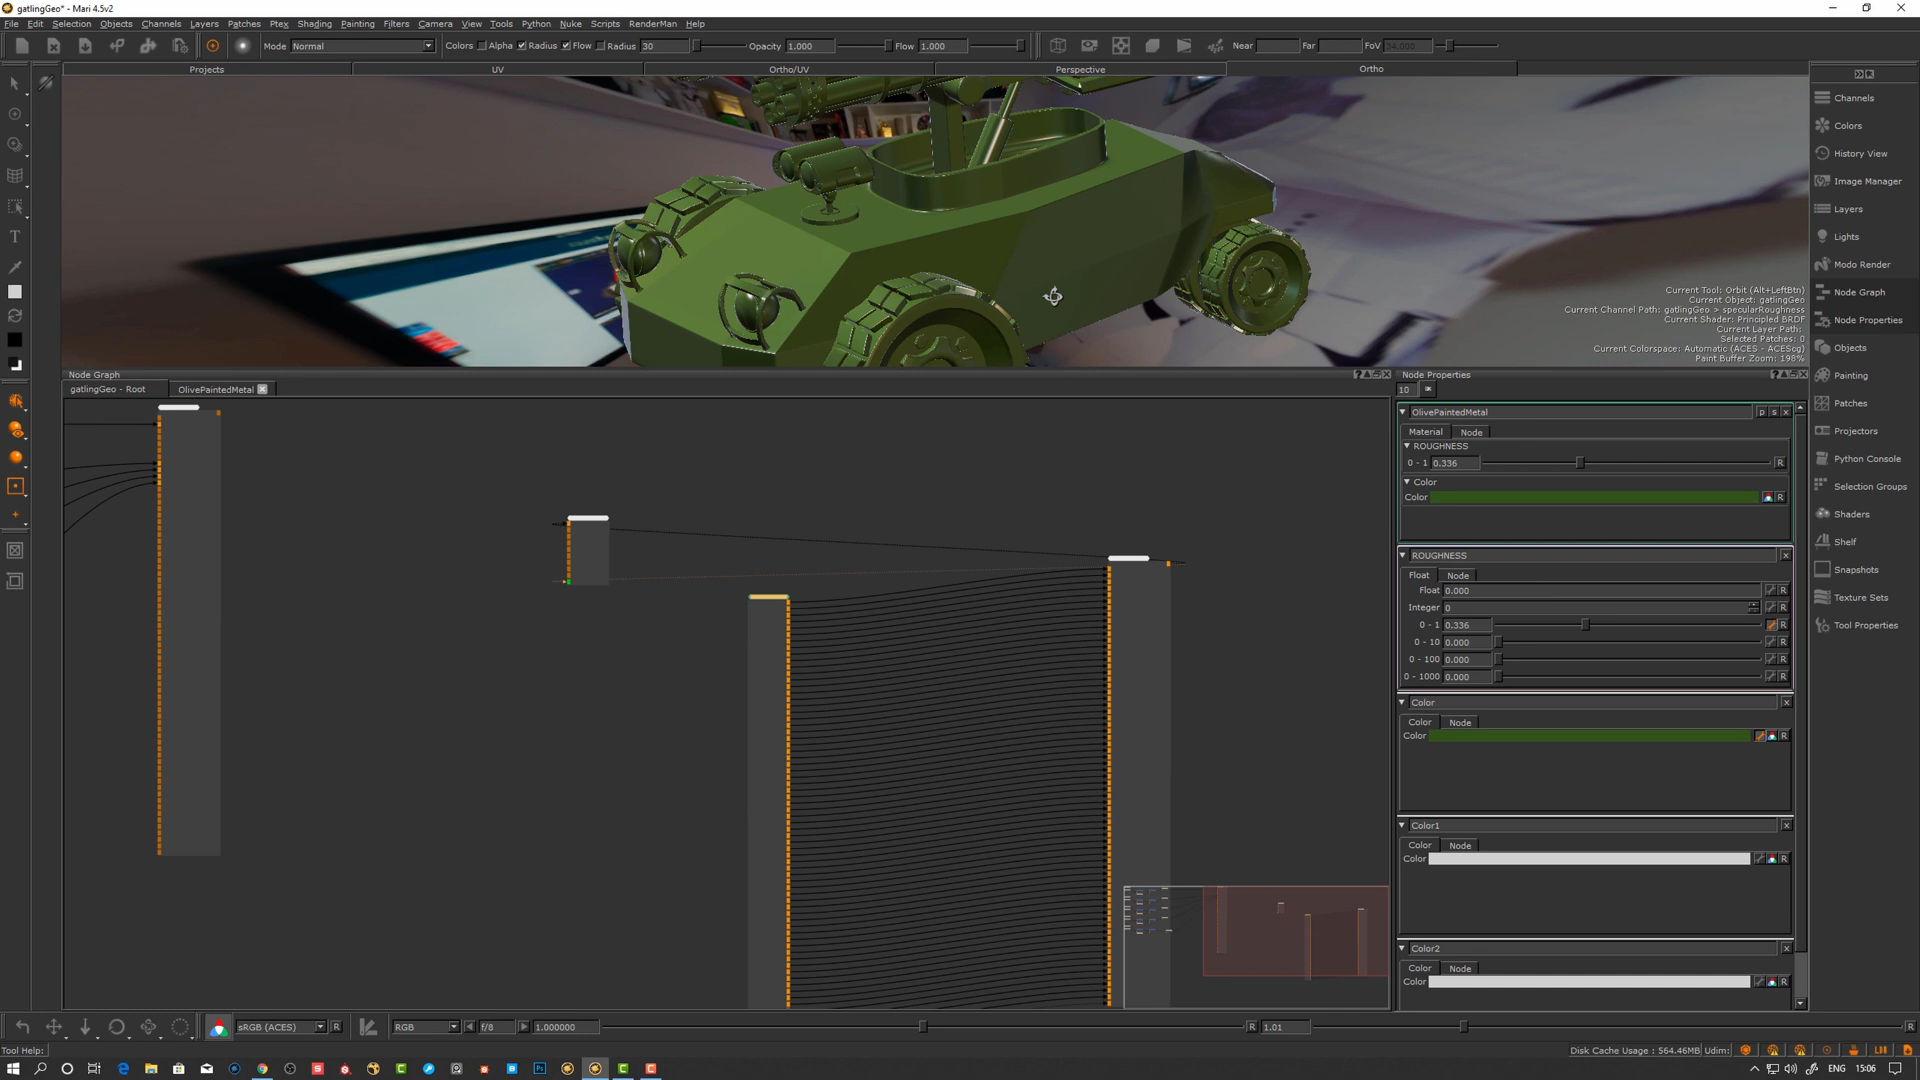 gatlingGeo* - Mari 4.5v2
File Edit Selection Objects Channels Layers Patches Ptex Shading Painting Filters Camera View Tools Python Nuke Scripts RenderMan Help
Mode Normal Colors Alpha Radius Flow Radius 30 Opacity 1.000 Flow 1.000 Near Far FoV 34.000
Projects UV Ortho/UV Perspective Ortho
Channels
Colors
History View
Image Manager
Layers
Lights
Modo Render
Node Graph
Node Properties
Objects
Painting
Patches
Projectors
Python Console
Selection Groups
Shaders
Shelf
Snapshots
Texture Sets
Tool Properties
Current Tool: Orbit (Alt+LeftBtn)
Current Object: gatlingGeo
Current Channel Path: gatlingGeo > specularRoughness
Current Shader: Principled BRDF
Current Layer Path:
Selected Patches: 0
Current Colorspace: Automatic (ACES - ACEScg)
Paint Buffer Zoom: 198%
Node Graph
gatlingGeo - Root OlivePaintedMetal
Node Properties
10
OlivePaintedMetal p s x
Material Node
ROUGHNESS
0 - 1 0.336 R
Color
Color R
ROUGHNESS
Float Node
Float 0.000 R
Integer 0 R
0 - 1 0.336 R
0 - 10 0.000 R
0 - 100 0.000 R
0 - 1000 0.000 R
Color
Color Node
Color R
Color1
Color Node
Color R
Color2
Color Node
Color R
sRGB (ACES) R RGB f/8 1.000000 R 1.01 R
Tool Help: Disk Cache Usage : 564.46MB Udim:
ENG 15:06